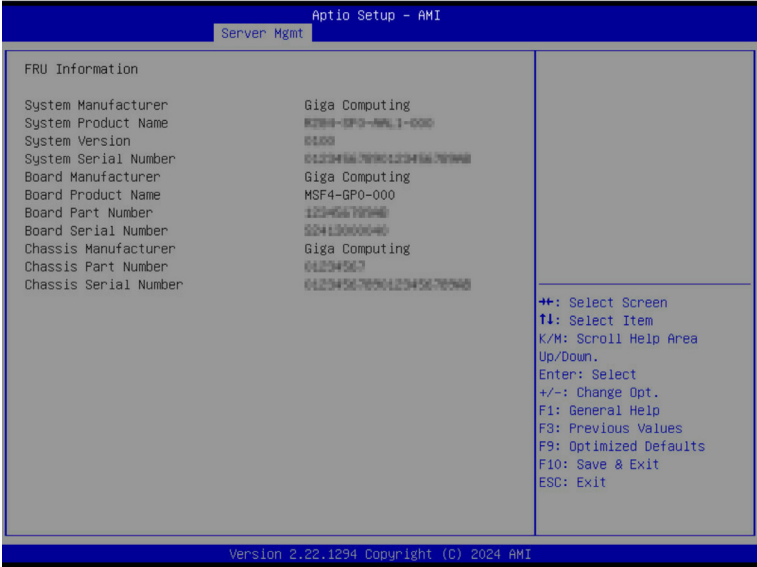 Aptio Setup – AMI
Server Mgmt
FRU Information
System Manufacturer Giga Computing
System Product Name
System Version
System Serial Number
Board Manufacturer Giga Computing
Board Product Name MSF4-GP0-000
Board Part Number
Board Serial Number
Chassis Manufacturer Giga Computing
Chassis Part Number
Chassis Serial Number
→←: Select Screen
↑↓: Select Item
K/M: Scroll Help Area
Up/Down.
Enter: Select
+/-: Change Opt.
F1: General Help
F3: Previous Values
F9: Optimized Defaults
F10: Save & Exit
ESC: Exit
Version 2.22.1294 Copyright (C) 2024 AMI